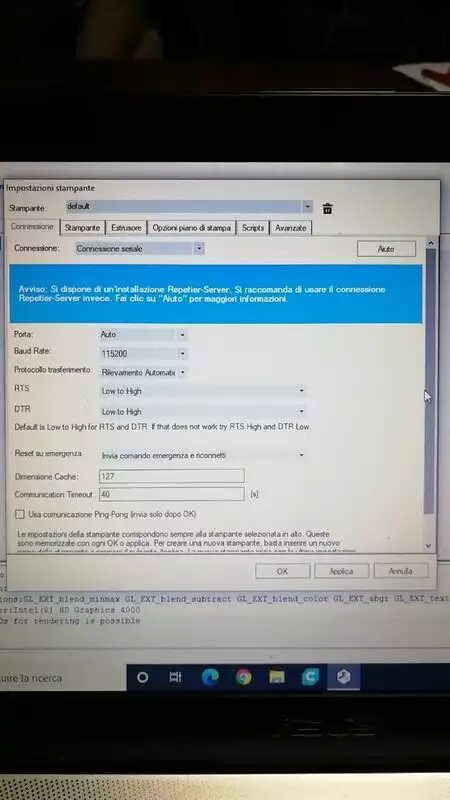 Impostazioni stampante
Stampante: default
Connessione Stampante Estrusore Opzioni piano di stampa Scripts Avanzate
Connessione: Connessione seriale Aiuto
Avviso: Si dispone di un'installazione Repetier-Server. Si raccomanda di usare il connessione
Repetier-Server invece. Fai clic su "Aiuto" per maggiori informazioni.
Porta: Auto
Baud Rate: 115200
Protocollo trasferimento: Rilevamento Automatic
RTS Low to High
DTR Low to High
Default is Low to High for RTS and DTR. If that does not work try RTS High and DTR Low.
Reset su emergenza Invia comando emergenza e riconnetti
Dimensione Cache: 127
Communication Timeout: 40 [s]
Usa comunicazione Ping-Pong (invia solo dopo OK)
Le impostazioni della stampante corrispondono sempre alla stampante selezionata in alto. Queste
sono memorizzate con ogni OK o applica. Per creare una nuova stampante, basta inserire un nuovo
OK Applica Annulla
ions:GL_EXT_blend_minmax GL_EXT_blend_subtract GL_EXT_blend_color GL_EXT_abgr GL_EXT_text
er:Intel(R) HD Graphics 4000
Os for rendering is possible
uire la ricerca
ASUS